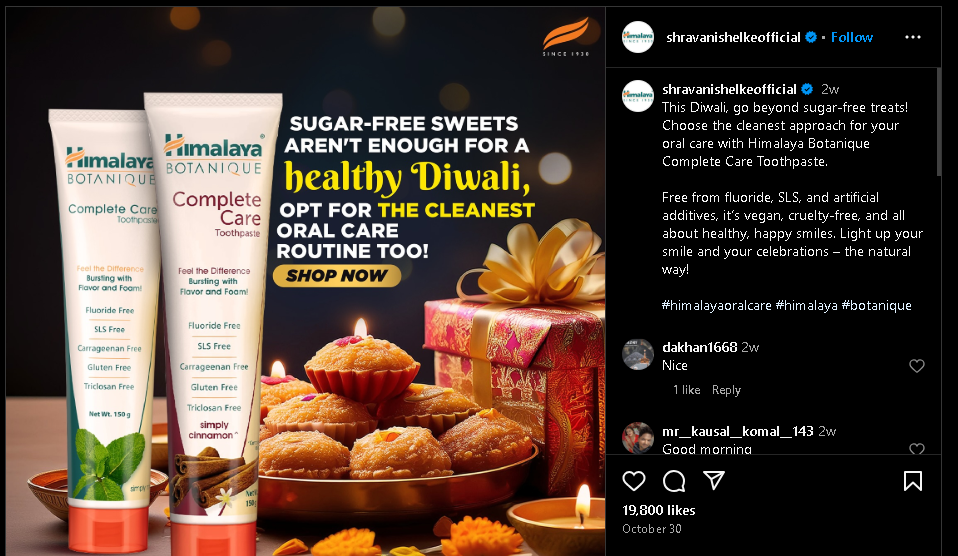 SINCE 1930
SUGAR-FREE SWEETS
AREN'T ENOUGH FOR A
healthy Diwali,
OPT FOR THE CLEANEST
ORAL CARE
ROUTINE TOO!
SHOP NOW
Himalaya
BOTANIQUE
Complete Care
Toothpaste
Feel the Difference
Bursting with
Flavor and Foam!
Fluoride Free
SLS Free
Carrageenan Free
Gluten Free
Triclosan Free
Net Wt. 150 g
simply
Himalaya
BOTANIQUE
Complete
Care
Toothpaste
Feel the Difference
Bursting with
Flavor and Foam!
Fluoride Free
SLS Free
Carrageenan Free
Gluten Free
Triclosan Free
simply
cinnamon™
shravanishelkeofficial • Follow
shravanishelkeofficial 2w
This Diwali, go beyond sugar-free treats!
Choose the cleanest approach for your
oral care with Himalaya Botanique
Complete Care Toothpaste.
Free from fluoride, SLS, and artificial
additives, it's vegan, cruelty-free, and all
about healthy, happy smiles. Light up your
smile and your celebrations – the natural
way!
#himalayaoralcare #himalaya #botanique
dakhan1668 2w
Nice
1 like Reply
mr__kausal__komal__143 2w
Good morning
19,800 likes
October 30